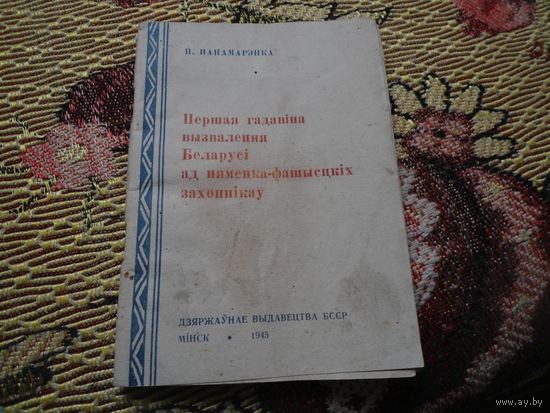 П. ПАНАМАРЭНКА
Першая гадавіна
вызвалення
Беларусі
ад нямецка-фашысцкіх
захопнікаў
ДЗЯРЖАЎНАЕ ВЫДАВЕЦТВА БССР
МІНСК • 1945
www.ay.by